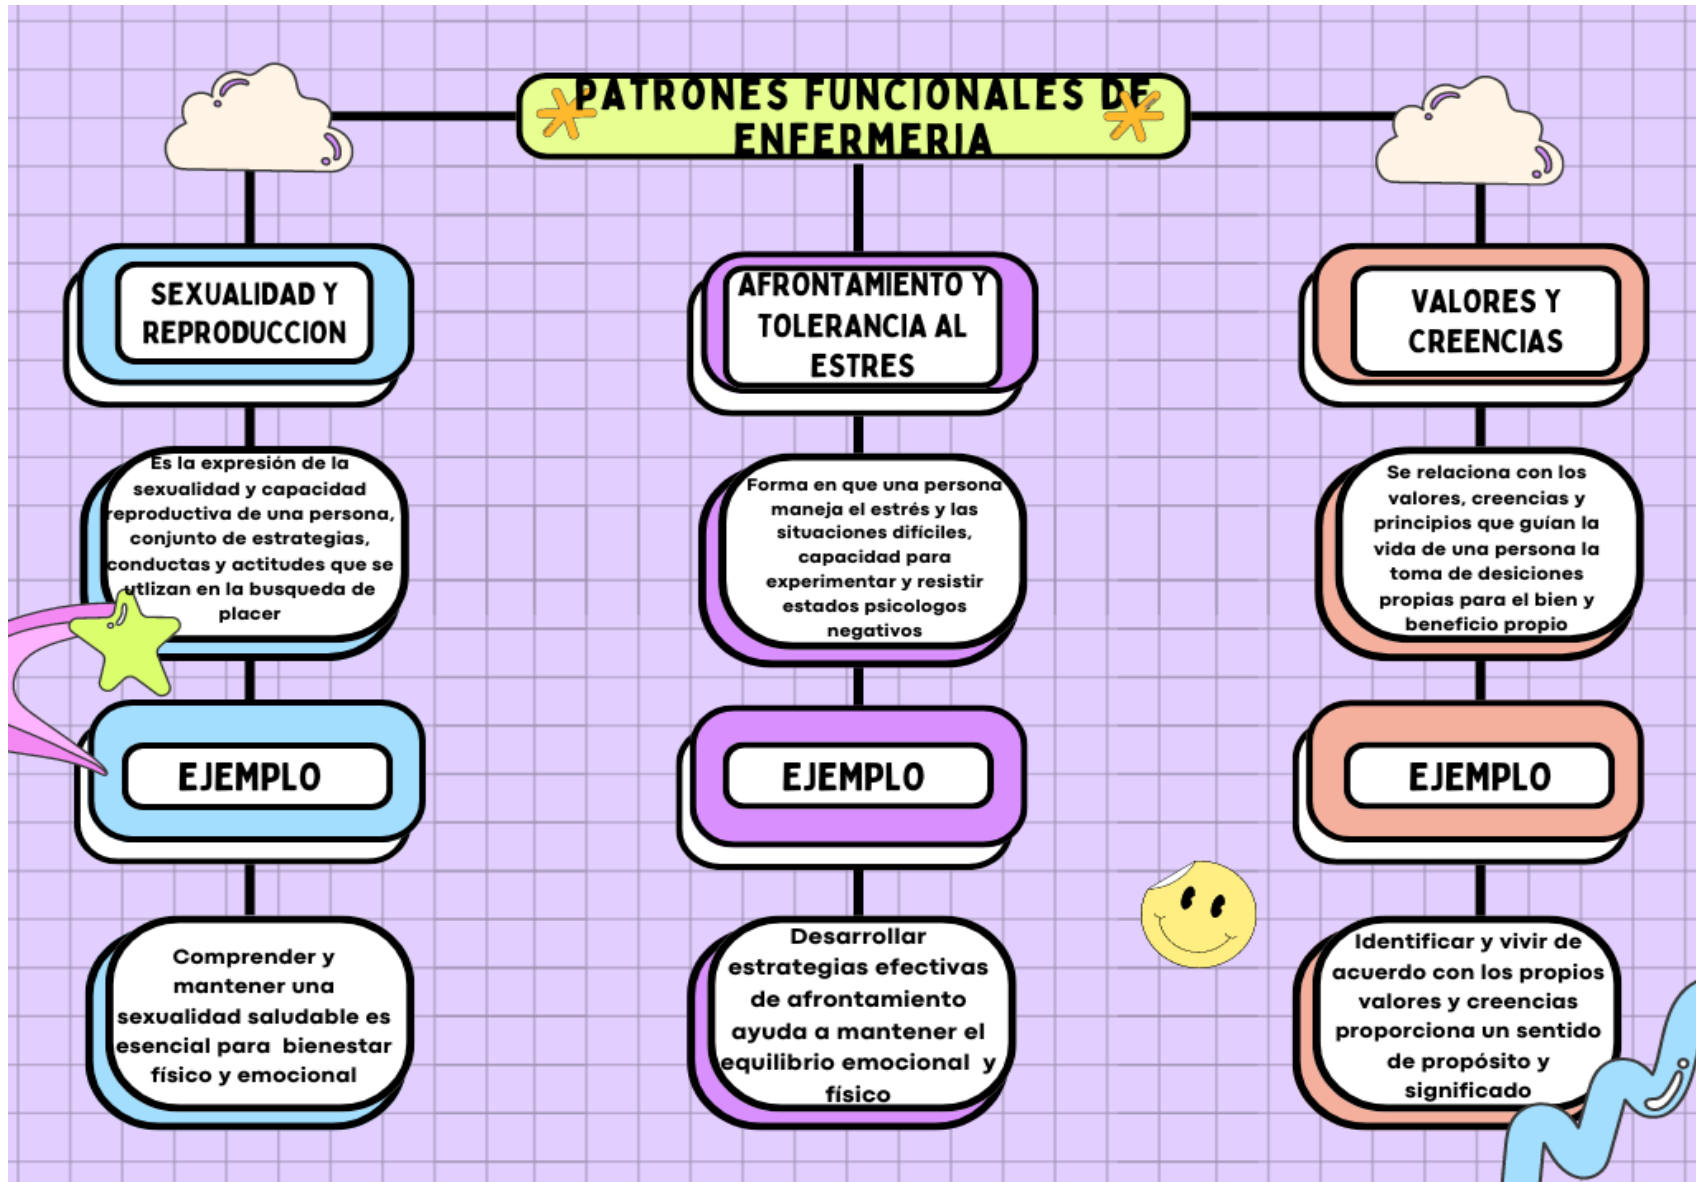 PATRONES FUNCIONALES DE
ENFERMERIA
SEXUALIDAD Y
REPRODUCCION
Es la expresión de la
sexualidad y capacidad
reproductiva de una persona,
conjunto de estrategias,
conductas y actitudes que se
utlizan en la busqueda de
placer
EJEMPLO
Comprender y
mantener una
sexualidad saludable es
esencial para bienestar
físico y emocional
AFRONTAMIENTO Y
TOLERANCIA AL
ESTRES
Forma en que una persona
maneja el estrés y las
situaciones difíciles,
capacidad para
experimentar y resistir
estados psicologos
negativos
EJEMPLO
Desarrollar
estrategias efectivas
de afrontamiento
ayuda a mantener el
equilibrio emocional y
físico
VALORES Y
CREENCIAS
Se relaciona con los
valores, creencias y
principios que guían la
vida de una persona la
toma de desiciones
propias para el bien y
beneficio propio
EJEMPLO
Identificar y vivir de
acuerdo con los propios
valores y creencias
proporciona un sentido
de propósito y
significado